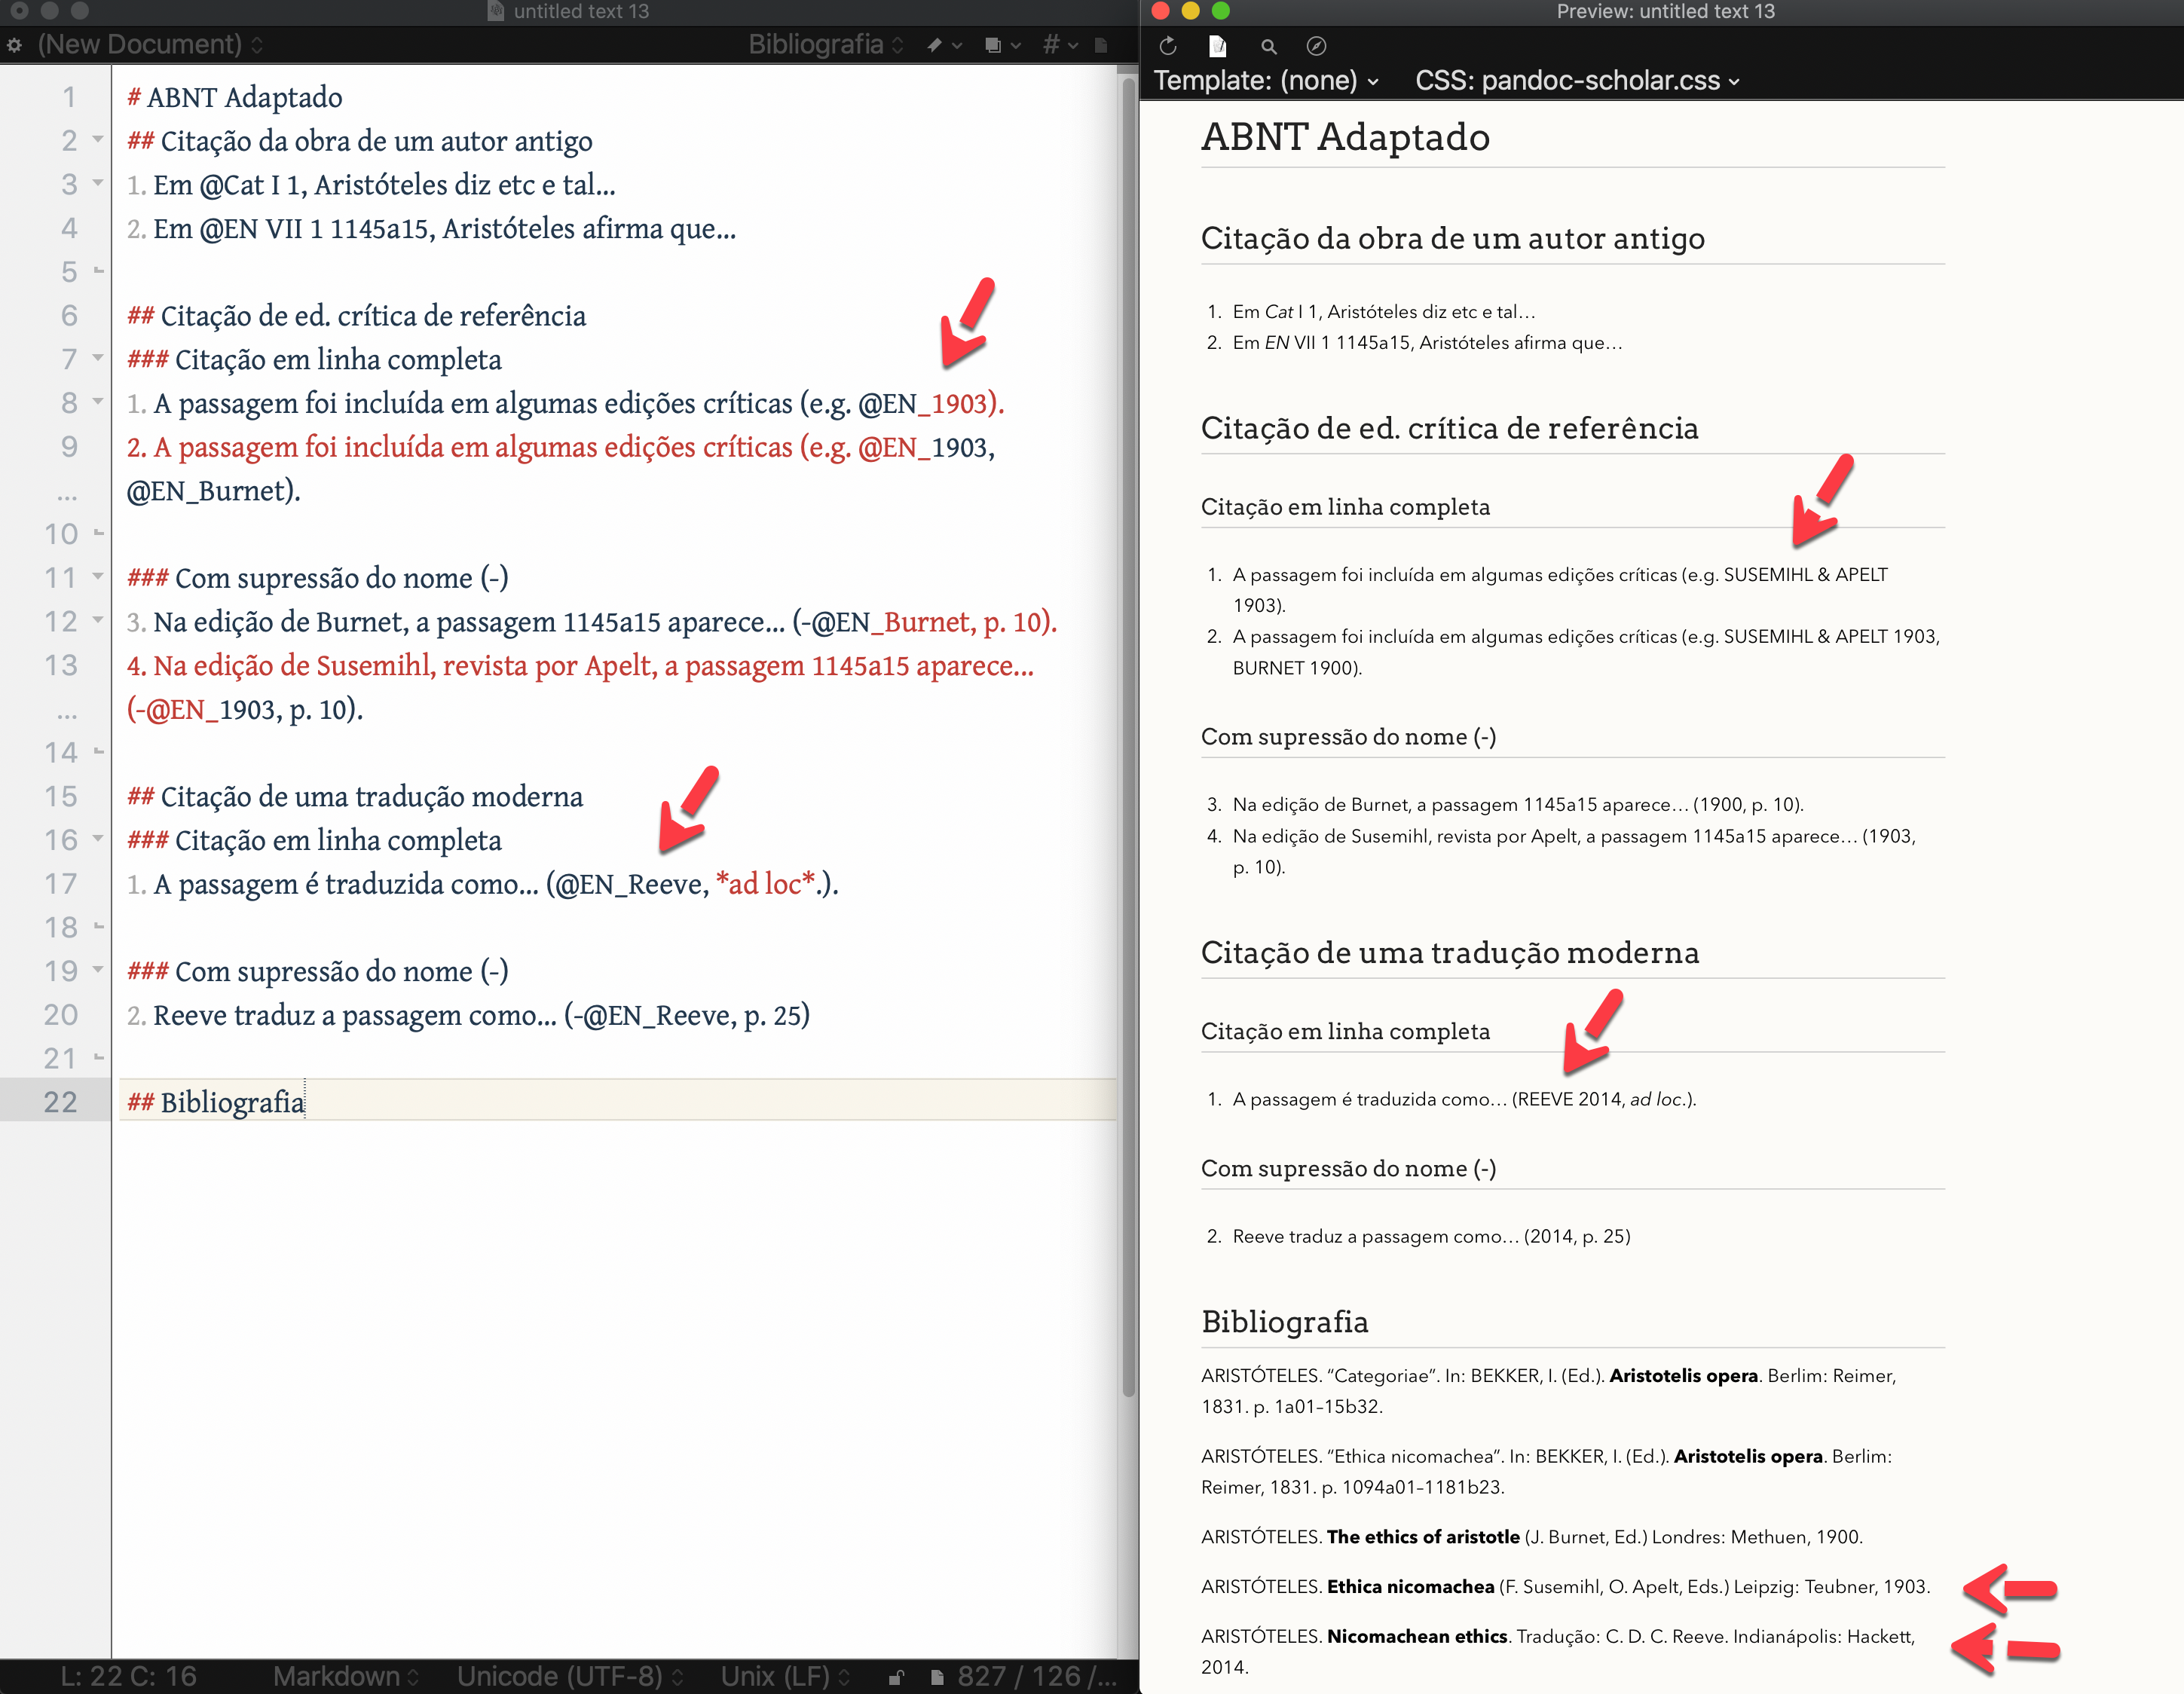 untitled text 13
(New Document)
Bibliografia
#
1 # ABNT Adaptado
2 ## Citação da obra de um autor antigo
3 1. Em @Cat I 1, Aristóteles diz etc e tal...
4 2. Em @EN VII 1 1145a15, Aristóteles afirma que...
5
6 ## Citação de ed. crítica de referência
7 ### Citação em linha completa
8 1. A passagem foi incluída em algumas edições críticas (e.g. @EN_1903).
9 2. A passagem foi incluída em algumas edições críticas (e.g. @EN_1903,
... @EN_Burnet).
10
11 ### Com supressão do nome (-)
12 3. Na edição de Burnet, a passagem 1145a15 aparece... (-@EN_Burnet, p. 10).
13 4. Na edição de Susemihl, revista por Apelt, a passagem 1145a15 aparece...
... (-@EN_1903, p. 10).
14
15 ## Citação de uma tradução moderna
16 ### Citação em linha completa
17 1. A passagem é traduzida como... (@EN_Reeve, *ad loc*.).
18
19 ### Com supressão do nome (-)
20 2. Reeve traduz a passagem como... (-@EN_Reeve, p. 25)
21
22 ## Bibliografia
L: 22 C: 16 Markdown Unicode (UTF-8) Unix (LF) 827 / 126 /...
Preview: untitled text 13
Template: (none) CSS: pandoc-scholar.css
ABNT Adaptado
Citação da obra de um autor antigo
1. Em Cat I 1, Aristóteles diz etc e tal...
2. Em EN VII 1 1145a15, Aristóteles afirma que...
Citação de ed. crítica de referência
Citação em linha completa
1. A passagem foi incluída em algumas edições críticas (e.g. SUSEMIHL & APELT
1903).
2. A passagem foi incluída em algumas edições críticas (e.g. SUSEMIHL & APELT 1903,
BURNET 1900).
Com supressão do nome (-)
3. Na edição de Burnet, a passagem 1145a15 aparece... (1900, p. 10).
4. Na edição de Susemihl, revista por Apelt, a passagem 1145a15 aparece... (1903,
p. 10).
Citação de uma tradução moderna
Citação em linha completa
1. A passagem é traduzida como... (REEVE 2014, ad loc.).
Com supressão do nome (-)
2. Reeve traduz a passagem como... (2014, p. 25)
Bibliografia
ARISTÓTELES. “Categoriae”. In: BEKKER, I. (Ed.). Aristotelis opera. Berlim: Reimer,
1831. p. 1a01–15b32.
ARISTÓTELES. “Ethica nicomachea”. In: BEKKER, I. (Ed.). Aristotelis opera. Berlim:
Reimer, 1831. p. 1094a01–1181b23.
ARISTÓTELES. The ethics of aristotle (J. Burnet, Ed.) Londres: Methuen, 1900.
ARISTÓTELES. Ethica nicomachea (F. Susemihl, O. Apelt, Eds.) Leipzig: Teubner, 1903.
ARISTÓTELES. Nicomachean ethics. Tradução: C. D. C. Reeve. Indianápolis: Hackett,
2014.